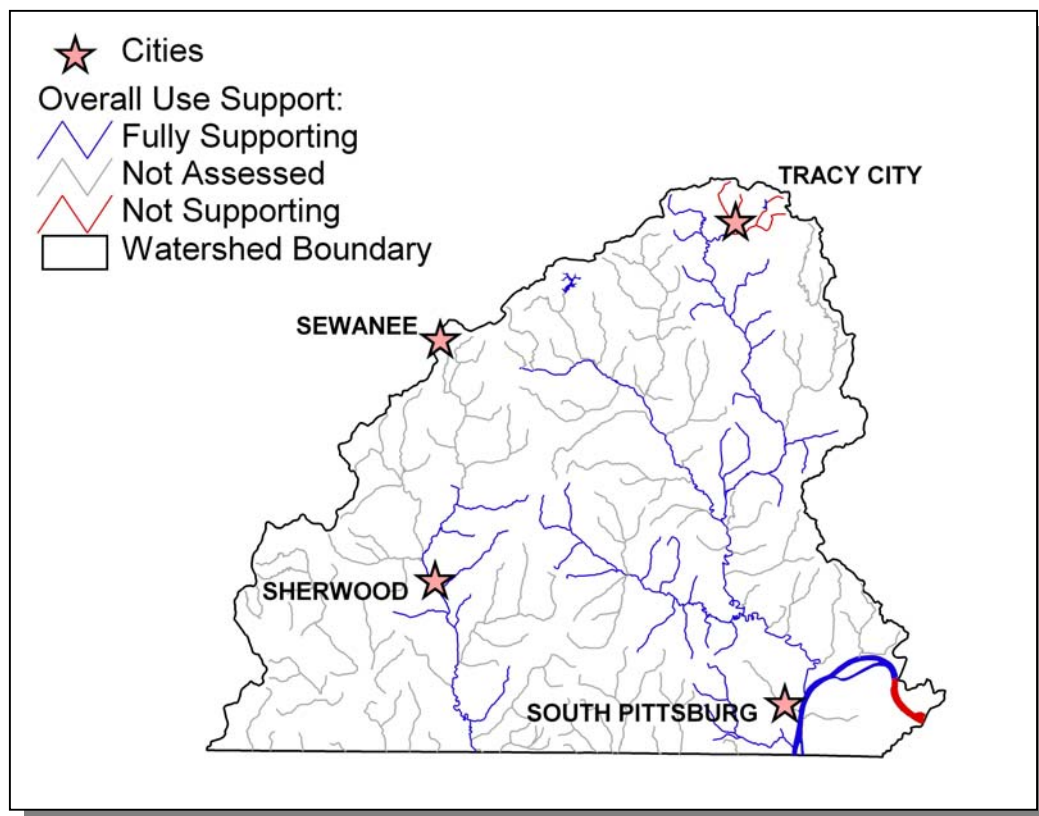 Cities
Overall Use Support:
Fully Supporting
Not Assessed
Not Supporting
Watershed Boundary
TRACY CITY
SEWANEE
SHERWOOD
SOUTH PITTSBURG